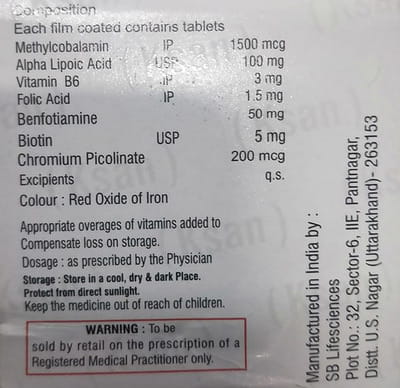 Composition
Each film coated contains tablets
Methylcobalamin IP 1500 mcg
Alpha Lipoic Acid USP 100 mg
Vitamin B6 IP 3 mg
Folic Acid IP 1.5 mg
Benfotiamine 50 mg
Biotin USP 5 mg
Chromium Picolinate 200 mcg
Excipients q.s.
Colour : Red Oxide of Iron
Appropriate overages of vitamins added to
Compensate loss on storage.
Dosage : as prescribed by the Physician
Storage : Store in a cool, dry & dark Place.
Protect from direct sunlight.
Keep the medicine out of reach of children.
WARNING : To be
sold by retail on the prescription of a
Registered Medical Practitioner only.
Manufactured in India by :
SB Lifesciences
Plot No : 32, Sector-6, IIE, Pantnagar,
Distt. U.S. Nagar (Uttarakhand)- 263153